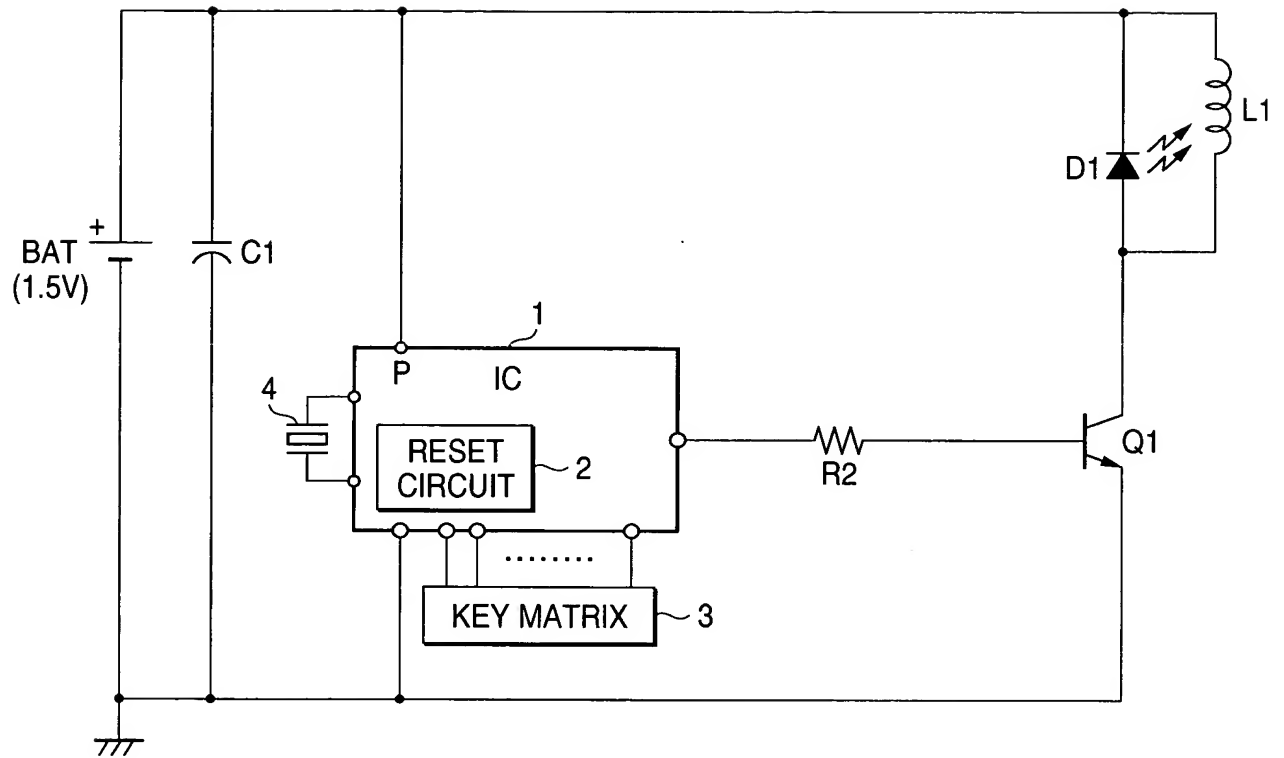 L1
D1
+
BAT
(1.5V)
C1
1
P
IC
4
RESET
CIRCUIT
2
R2
Q1
KEY MATRIX
3